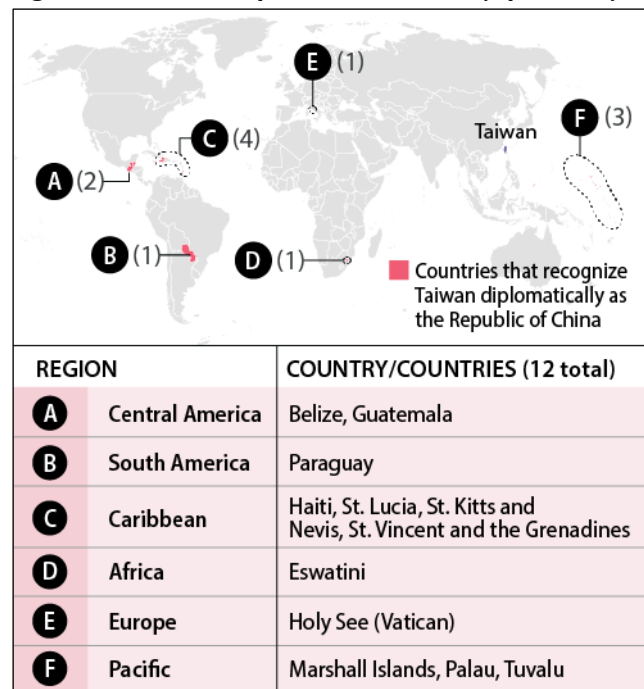 E (1)
C (4)
Taiwan
F (3)
A (2)
B (1)
D (1)
Countries that recognize
Taiwan diplomatically as
the Republic of China
REGION COUNTRY/COUNTRIES (12 total)
A Central America Belize, Guatemala
B South America Paraguay
C Caribbean Haiti, St. Lucia, St. Kitts and
Nevis, St. Vincent and the Grenadines
D Africa Eswatini
E Europe Holy See (Vatican)
F Pacific Marshall Islands, Palau, Tuvalu